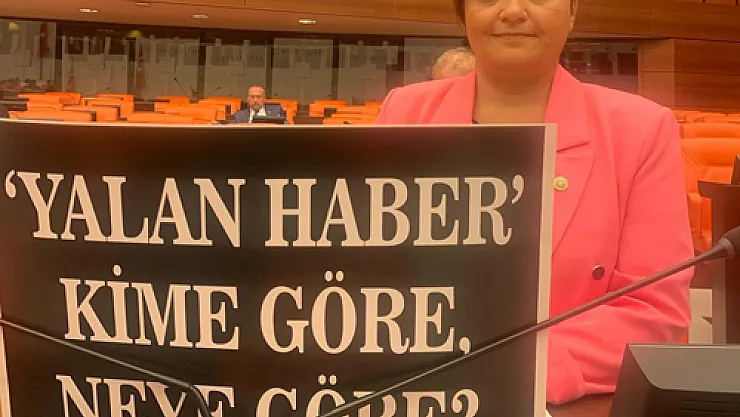 'YALAN HABER'
KİME GÖRE,
NEYE GÖRE?